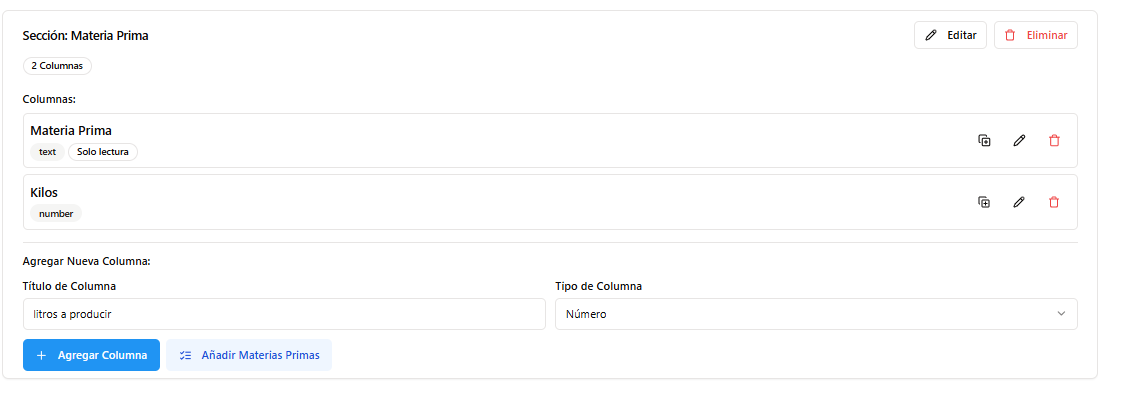 Sección: Materia Prima
Editar
Eliminar
2 Columnas
Columnas:
Materia Prima
text
Solo lectura
Kilos
number
Agregar Nueva Columna:
Título de Columna
Tipo de Columna
litros a producir
Número
Agregar Columna
Añadir Materias Primas